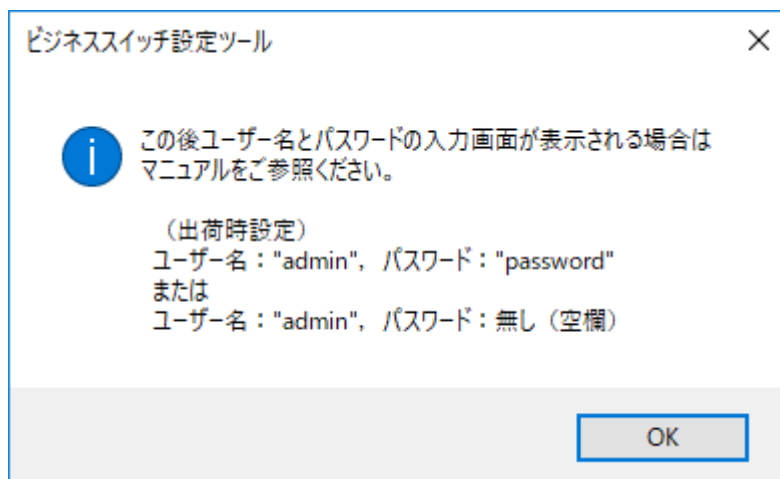 ビジネススイッチ設定ツール
この後ユーザー名とパスワードの入力画面が表示される場合は
マニュアルをご参照ください。
（出荷時設定）
ユーザー名："admin"，パスワード："password"
または
ユーザー名："admin"，パスワード：無し（空欄）
OK